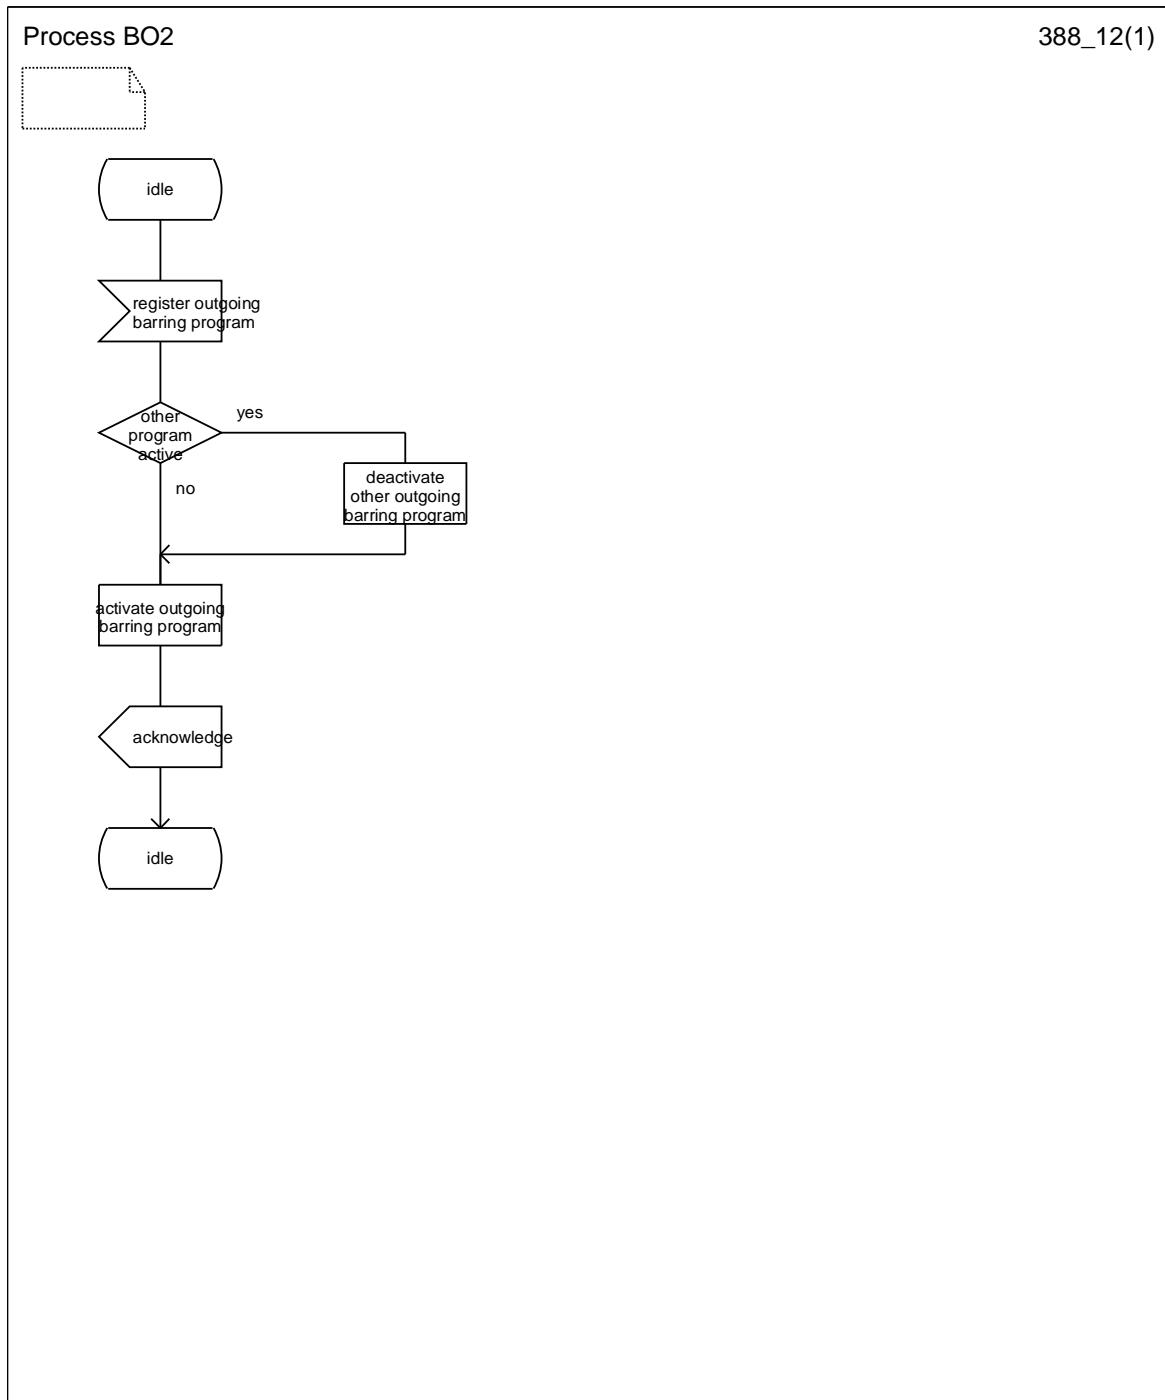 Process BO2
388_12(1)
idle
register outgoing
barring program
other
program
active
yes
no
deactivate
other outgoing
barring program
activate outgoing
barring program
acknowledge
idle